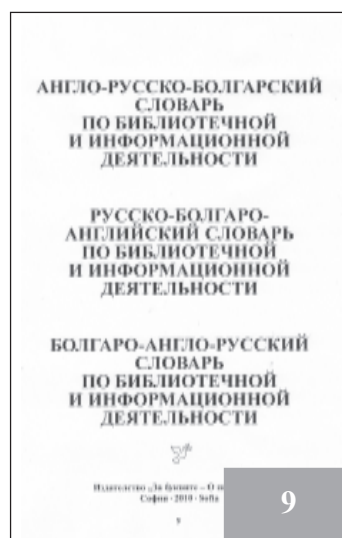 АНГЛО-РУССКО-БОЛГАРСКИЙ
СЛОВАРЬ
ПО БИБЛИОТЕЧНОЙ
И ИНФОРМАЦИОННОЙ
ДЕЯТЕЛЬНОСТИ
РУССКО-БОЛГАРО-
АНГЛИЙСКИЙ СЛОВАРЬ
ПО БИБЛИОТЕЧНОЙ
И ИНФОРМАЦИОННОЙ
ДЕЯТЕЛЬНОСТИ
БОЛГАРО-АНГЛО-РУССКИЙ
СЛОВАРЬ
ПО БИБЛИОТЕЧНОЙ
И ИНФОРМАЦИОННОЙ
ДЕЯТЕЛЬНОСТИ
Издательство „За буквите – О
София · 2010 · Sofia
9